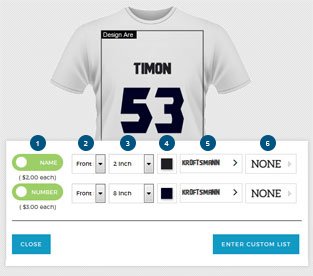 Design Are
TIMON
53
1 2 3 4 5 6
NAME Front 2 Inch KRÖFTSMANN NONE
( $2.00 each)
NUMBER Front 8 Inch KRÖFTSMANN NONE
( $3.00 each)
CLOSE ENTER CUSTOM LIST